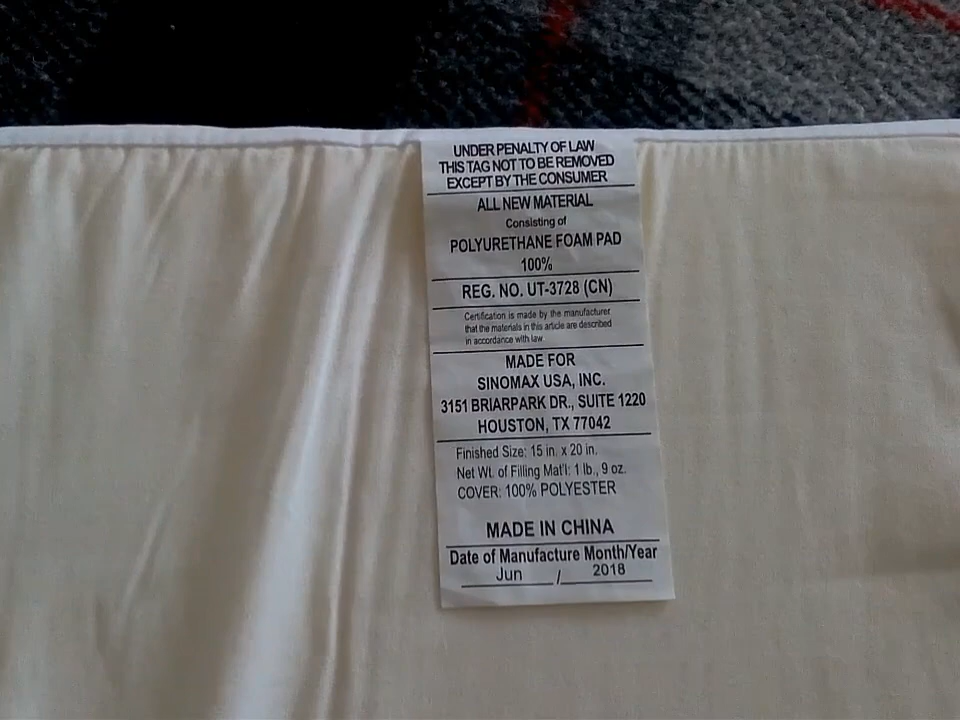 UNDER PENALTY OF LAW
THIS TAG NOT TO BE REMOVED
EXCEPT BY THE CONSUMER
ALL NEW MATERIAL
Consisting of
POLYURETHANE FOAM PAD
100%
REG. NO. UT-3728 (CN)
Certification is made by the manufacturer
that the materials in this article are described
in accordance with law.
MADE FOR
SINOMAX USA, INC.
3151 BRIARPARK DR., SUITE 1220
HOUSTON, TX 77042
Finished Size: 15 in. x 20 in.
Net Wt. of Filling Mat'l: 1 lb., 9 oz.
COVER: 100% POLYESTER
MADE IN CHINA
Date of Manufacture Month/Year
Jun / 2018